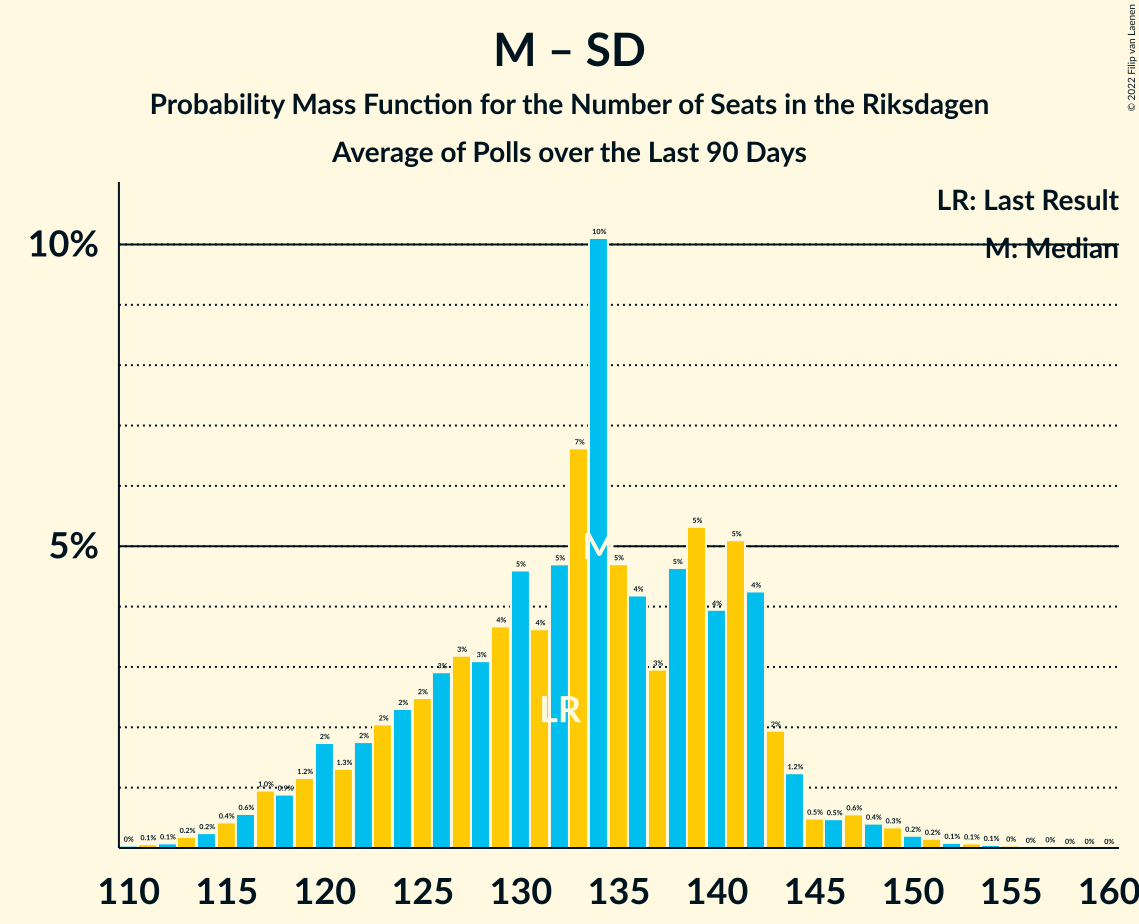 M – SD
Probability Mass Function for the Number of Seats in the Riksdagen
Average of Polls over the Last 90 Days
© 2022 Filip van Laenen
LR: Last Result
M: Median
10%
5%
0% 0.1% 0.1% 0.2% 0.2% 0.4% 0.6% 1.0% 0.9% 1.2% 2% 1.3% 2% 2% 2% 2% 3% 3% 3% 4% 5% 4% 5% 7% 10% 5% 4% 3% 5% 5% 4% 5% 4% 2% 1.2% 0.5% 0.5% 0.6% 0.4% 0.3% 0.2% 0.2% 0.1% 0.1% 0.1% 0% 0% 0% 0% 0% 0%
M
LR
110 115 120 125 130 135 140 145 150 155 160